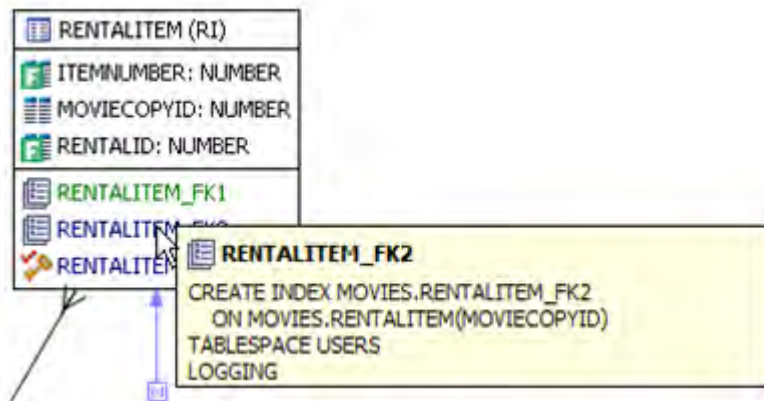 RENTALITEM (RI)
ITEMNUMBER: NUMBER
MOVIECOPYID: NUMBER
RENTALID: NUMBER
RENTALITEM_FK1
RENTALITEM_FK2
CREATE INDEX MOVIES.RENTALITEM_FK2
ON MOVIES.RENTALITEM(MOVIECOPYID)
TABLESPACE USERS
LOGGING